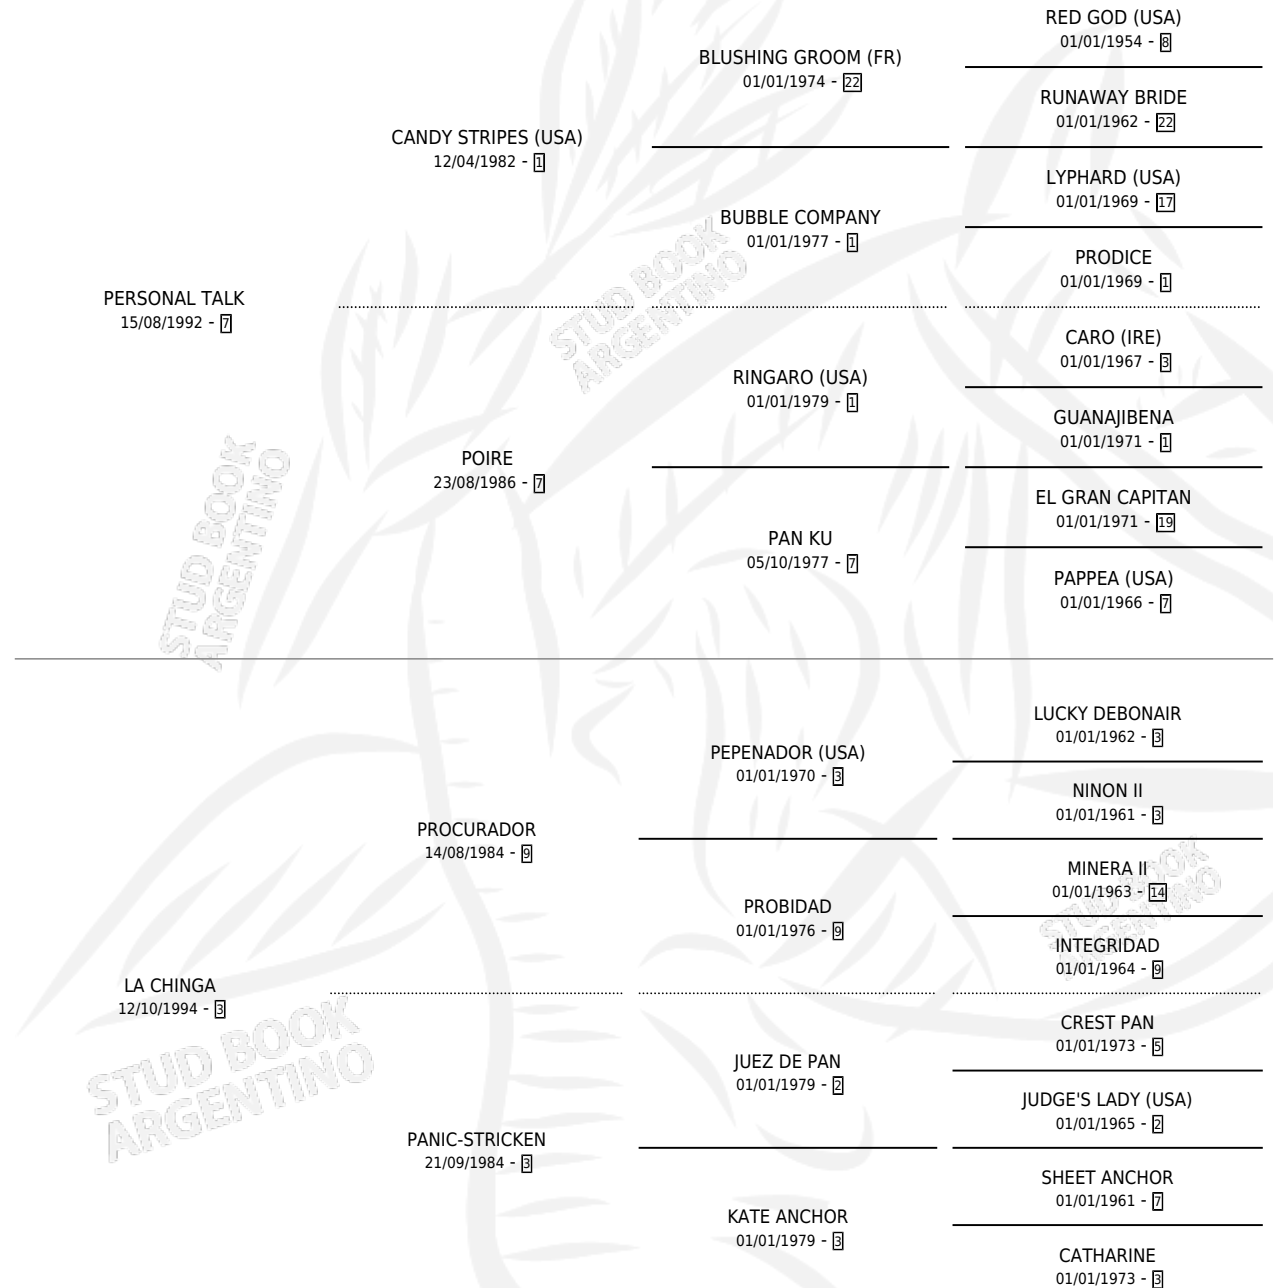 RED GOD (USA)
01/01/1954 - 8
BLUSHING GROOM (FR)
01/01/1974 - 22
RUNAWAY BRIDE
01/01/1962 - 22
CANDY STRIPES (USA)
12/04/1982 - 1
LYPHARD (USA)
01/01/1969 - 17
BUBBLE COMPANY
01/01/1977 - 1
PRODICE
01/01/1969 - 1
PERSONAL TALK
15/08/1992 - 7
CARO (IRE)
01/01/1967 - 3
RINGARO (USA)
01/01/1979 - 1
GUANAJIBENA
01/01/1971 - 1
POIRE
23/08/1986 - 7
EL GRAN CAPITAN
01/01/1971 - 19
PAN KU
05/10/1977 - 7
PAPPEA (USA)
01/01/1966 - 7
LUCKY DEBONAIR
01/01/1962 - 3
PEPENADOR (USA)
01/01/1970 - 3
NINON II
01/01/1961 - 3
PROCURADOR
14/08/1984 - 9
MINERA II
01/01/1963 - 14
PROBIDAD
01/01/1976 - 9
INTEGRIDAD
01/01/1964 - 9
LA CHINGA
12/10/1994 - 3
CREST PAN
01/01/1973 - 5
JUEZ DE PAN
01/01/1979 - 2
JUDGE'S LADY (USA)
01/01/1965 - 2
PANIC-STRICKEN
21/09/1984 - 3
SHEET ANCHOR
01/01/1961 - 7
KATE ANCHOR
01/01/1979 - 3
CATHARINE
01/01/1973 - 3
STUD BOOK
ARGENTINO
STUD BOOK
ARGENTINO
STUD BOOK
ARGENTINO
STUD BOOK
ARGENTINO